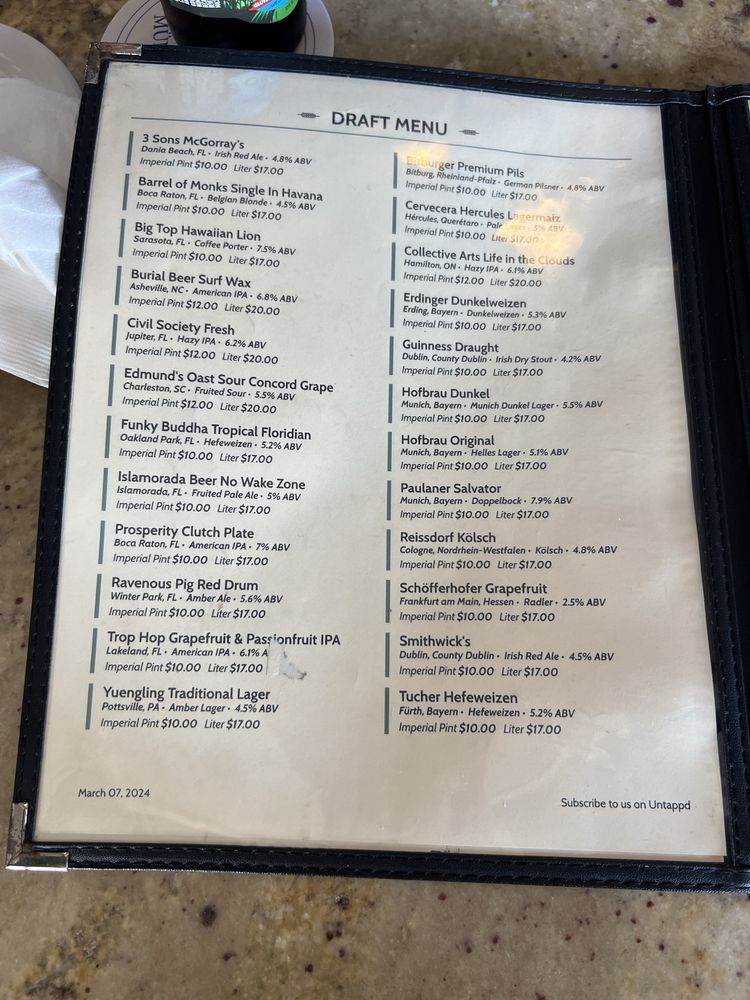 DRAFT MENU
3 Sons McGorray's
Dania Beach, FL • Irish Red Ale • 4.8% ABV
Imperial Pint $10.00 Liter $17.00
Barrel of Monks Single In Havana
Boca Raton, FL • Belgian Blonde • 4.5% ABV
Imperial Pint $10.00 Liter $17.00
Big Top Hawaiian Lion
Sarasota, FL • Coffee Porter • 7.5% ABV
Imperial Pint $10.00 Liter $17.00
Burial Beer Surf Wax
Asheville, NC • American IPA • 6.8% ABV
Imperial Pint $12.00 Liter $20.00
Civil Society Fresh
Jupiter, FL • Hazy IPA • 6.2% ABV
Imperial Pint $12.00 Liter $20.00
Edmund's Oast Sour Concord Grape
Charleston, SC • Fruited Sour • 5.5% ABV
Imperial Pint $12.00 Liter $20.00
Funky Buddha Tropical Floridian
Oakland Park, FL • Hefeweizen • 5.2% ABV
Imperial Pint $10.00 Liter $17.00
Islamorada Beer No Wake Zone
Islamorada, FL • Fruited Pale Ale • 5% ABV
Imperial Pint $10.00 Liter $17.00
Prosperity Clutch Plate
Boca Raton, FL • American IPA • 7% ABV
Imperial Pint $10.00 Liter $17.00
Ravenous Pig Red Drum
Winter Park, FL • Amber Ale • 5.6% ABV
Imperial Pint $10.00 Liter $17.00
Trop Hop Grapefruit & Passionfruit IPA
Lakeland, FL • American IPA • 6.1% A
Imperial Pint $10.00 Liter $17.00
Yuengling Traditional Lager
Pottsville, PA • Amber Lager • 4.5% ABV
Imperial Pint $10.00 Liter $17.00
Bitburger Premium Pils
Bitburg, Rheinland-Pfalz • German Pilsner • 4.8% ABV
Imperial Pint $10.00 Liter $17.00
Cervecera Hercules Lagermaiz
Hércules, Querétaro • Pale Lager • 5% ABV
Imperial Pint $10.00 Liter $17.00
Collective Arts Life in the Clouds
Hamilton, ON • Hazy IPA • 6.1% ABV
Imperial Pint $12.00 Liter $20.00
Erdinger Dunkelweizen
Erding, Bayern • Dunkelweizen • 5.3% ABV
Imperial Pint $10.00 Liter $17.00
Guinness Draught
Dublin, County Dublin • Irish Dry Stout • 4.2% ABV
Imperial Pint $10.00 Liter $17.00
Hofbrau Dunkel
Munich, Bayern • Munich Dunkel Lager • 5.5% ABV
Imperial Pint $10.00 Liter $17.00
Hofbrau Original
Munich, Bayern • Helles Lager • 5.1% ABV
Imperial Pint $10.00 Liter $17.00
Paulaner Salvator
Munich, Bayern • Doppelbock • 7.9% ABV
Imperial Pint $10.00 Liter $17.00
Reissdorf Kölsch
Cologne, Nordrhein-Westfalen • Kölsch • 4.8% ABV
Imperial Pint $10.00 Liter $17.00
Schöfferhofer Grapefruit
Frankfurt am Main, Hessen • Radler • 2.5% ABV
Imperial Pint $10.00 Liter $17.00
Smithwick's
Dublin, County Dublin • Irish Red Ale • 4.5% ABV
Imperial Pint $10.00 Liter $17.00
Tucher Hefeweizen
Fürth, Bayern • Hefeweizen • 5.2% ABV
Imperial Pint $10.00 Liter $17.00
March 07, 2024
Subscribe to us on Untappd